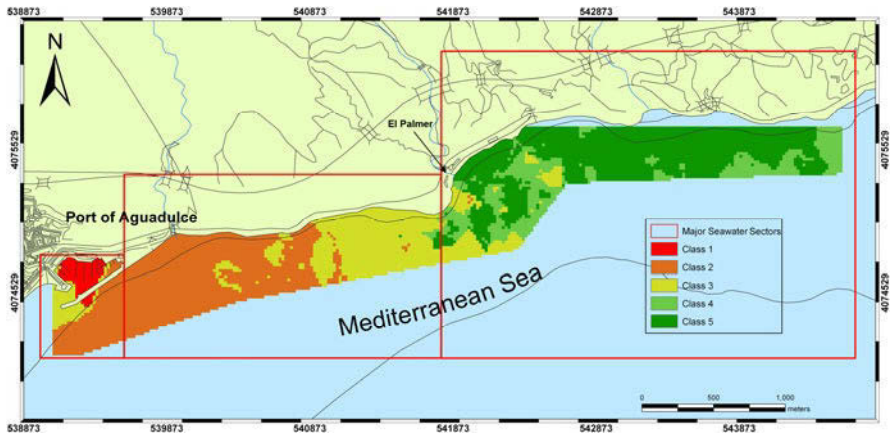 538873 539873 540873 541873 542873 543873
N
El Palmer
4075529
4075529
Port of Aguadulce
Major Seawater Sectors
Class 1
Class 2
Class 3
Class 4
Class 5
4074529
4074529
Mediterranean Sea
0 500 1,000
meters
538873 539873 540873 541873 542873 543873